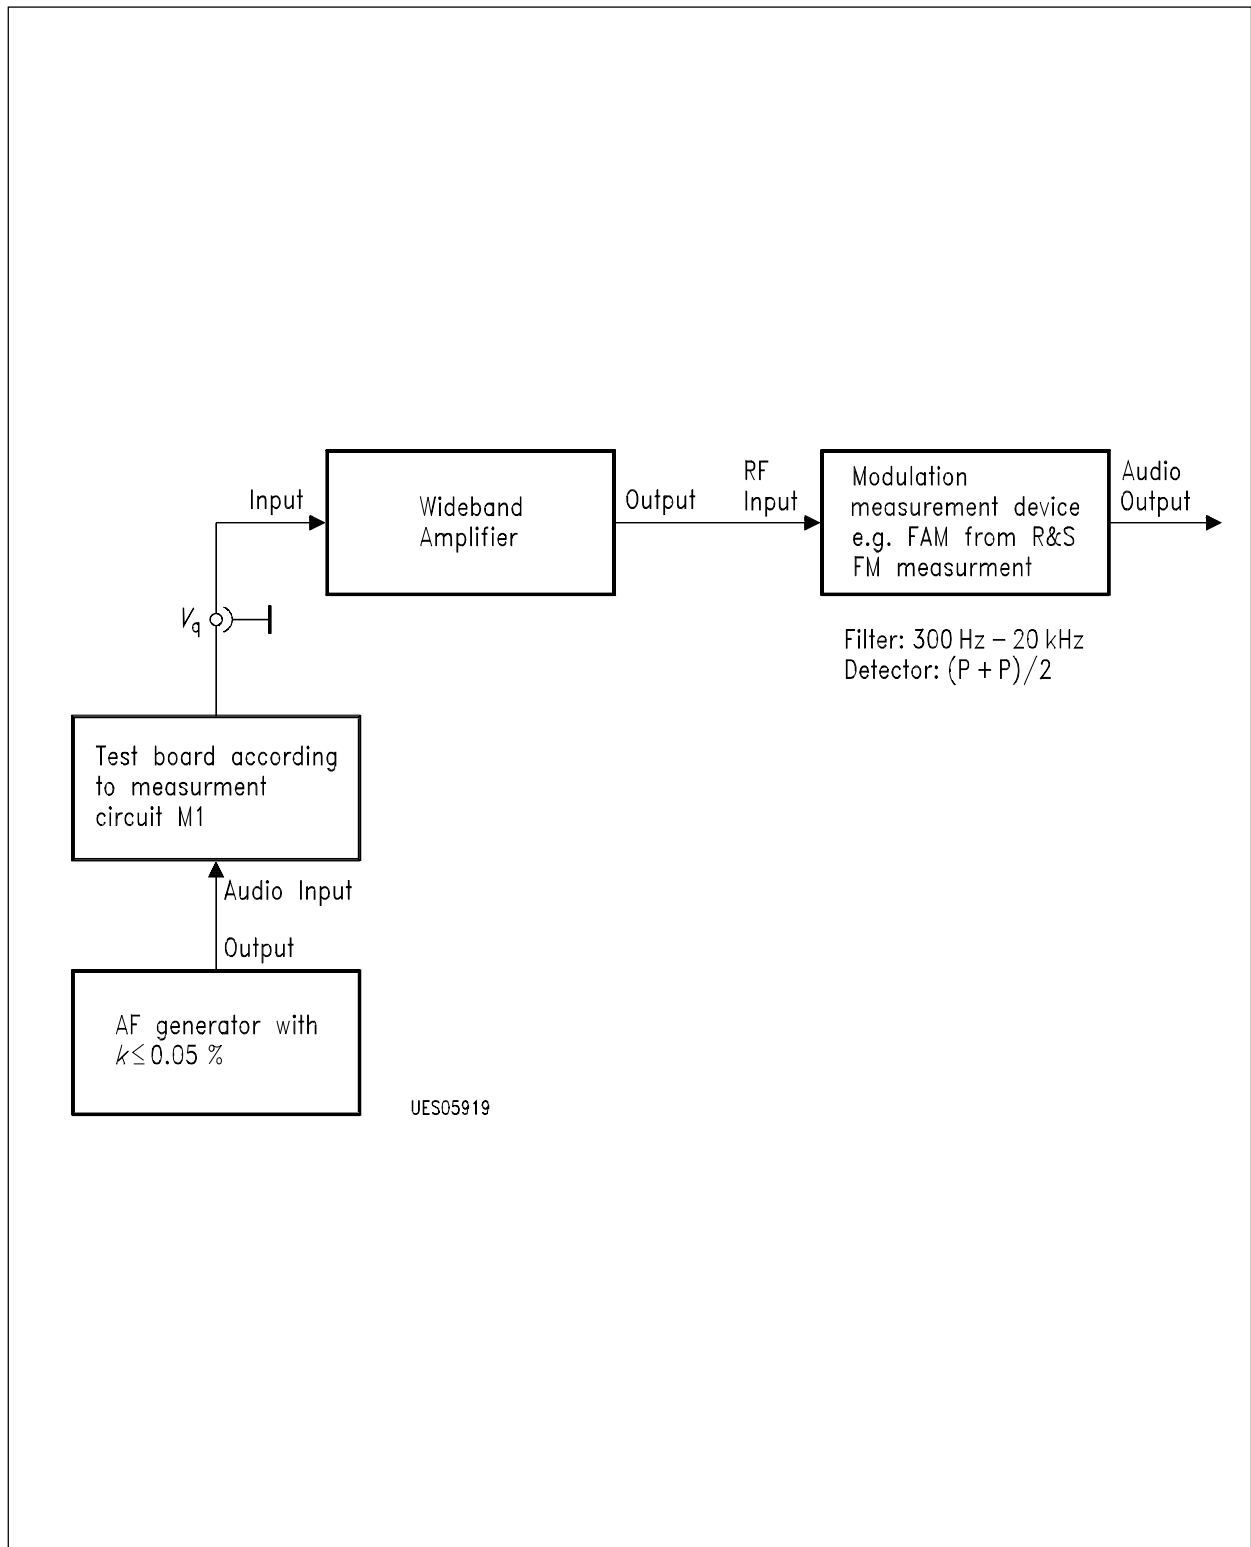 Input
Wideband
Amplifier
Output
RF
Input
Modulation
measurement device
e.g. FAM from R&S
FM measurment
Audio
Output
Vq
Filter: 300 Hz – 20 kHz
Detector: (P + P)/2
Test board according
to measurment
circuit M1
Audio Input
Output
AF generator with
k≤0.05 %
UES05919